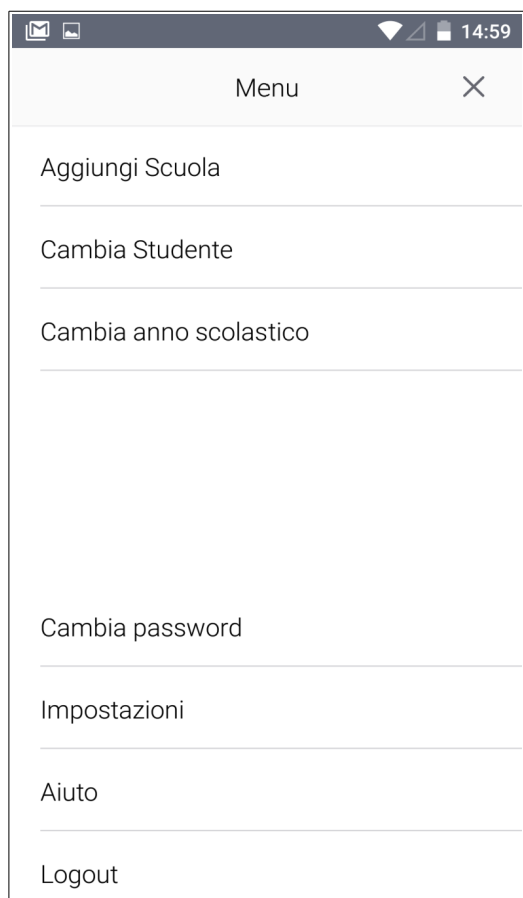 14:59
Menu
Aggiungi Scuola
Cambia Studente
Cambia anno scolastico
Cambia password
Impostazioni
Aiuto
Logout